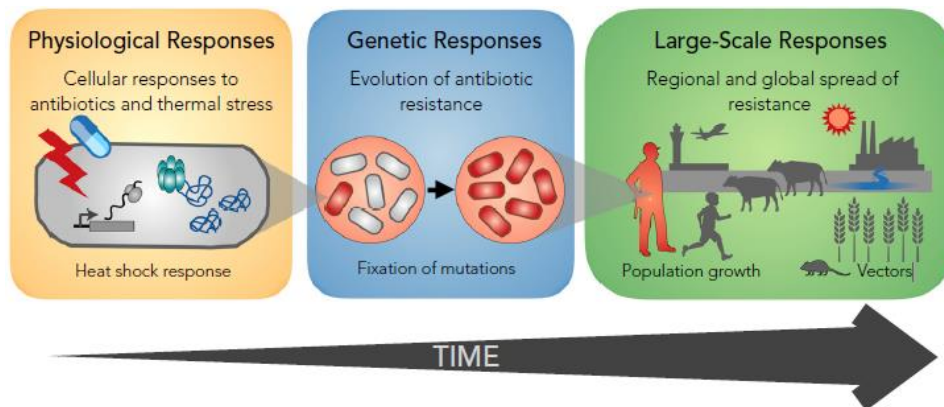 Physiological Responses
Cellular responses to
antibiotics and thermal stress
Heat shock response
Genetic Responses
Evolution of antibiotic
resistance
Fixation of mutations
Large-Scale Responses
Regional and global spread of
resistance
Population growth
Vectors
TIME